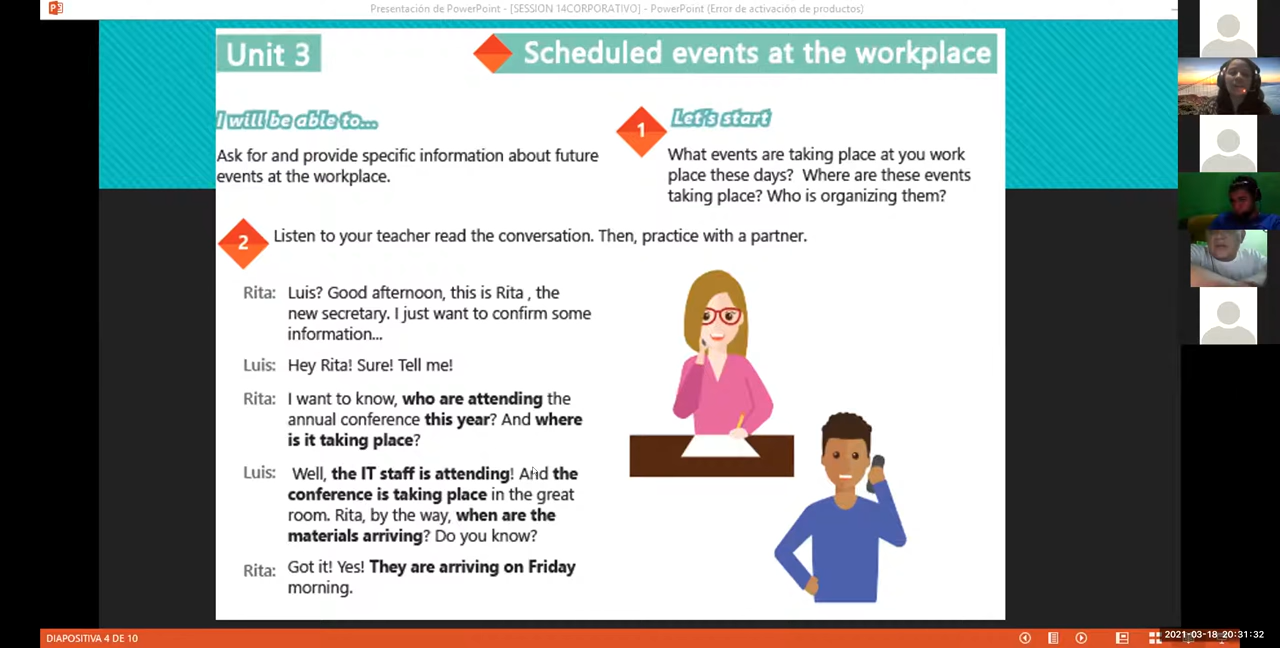 Presentación de PowerPoint - [SESSION 14CORPORATIVO] - PowerPoint (Error de activación de productos)
Unit 3
Scheduled events at the workplace
I will be able to...
Ask for and provide specific information about future
events at the workplace.
1
Let's start
What events are taking place at you work
place these days? Where are these events
taking place? Who is organizing them?
2
Listen to your teacher read the conversation. Then, practice with a partner.
Rita: Luis? Good afternoon, this is Rita , the
new secretary. I just want to confirm some
information...
Luis: Hey Rita! Sure! Tell me!
Rita: I want to know, who are attending the
annual conference this year? And where
is it taking place?
Luis: Well, the IT staff is attending! And the
conference is taking place in the great
room. Rita, by the way, when are the
materials arriving? Do you know?
Rita: Got it! Yes! They are arriving on Friday
morning.
DIAPOSITIVA 4 DE 10
2021-03-18 20:31:32